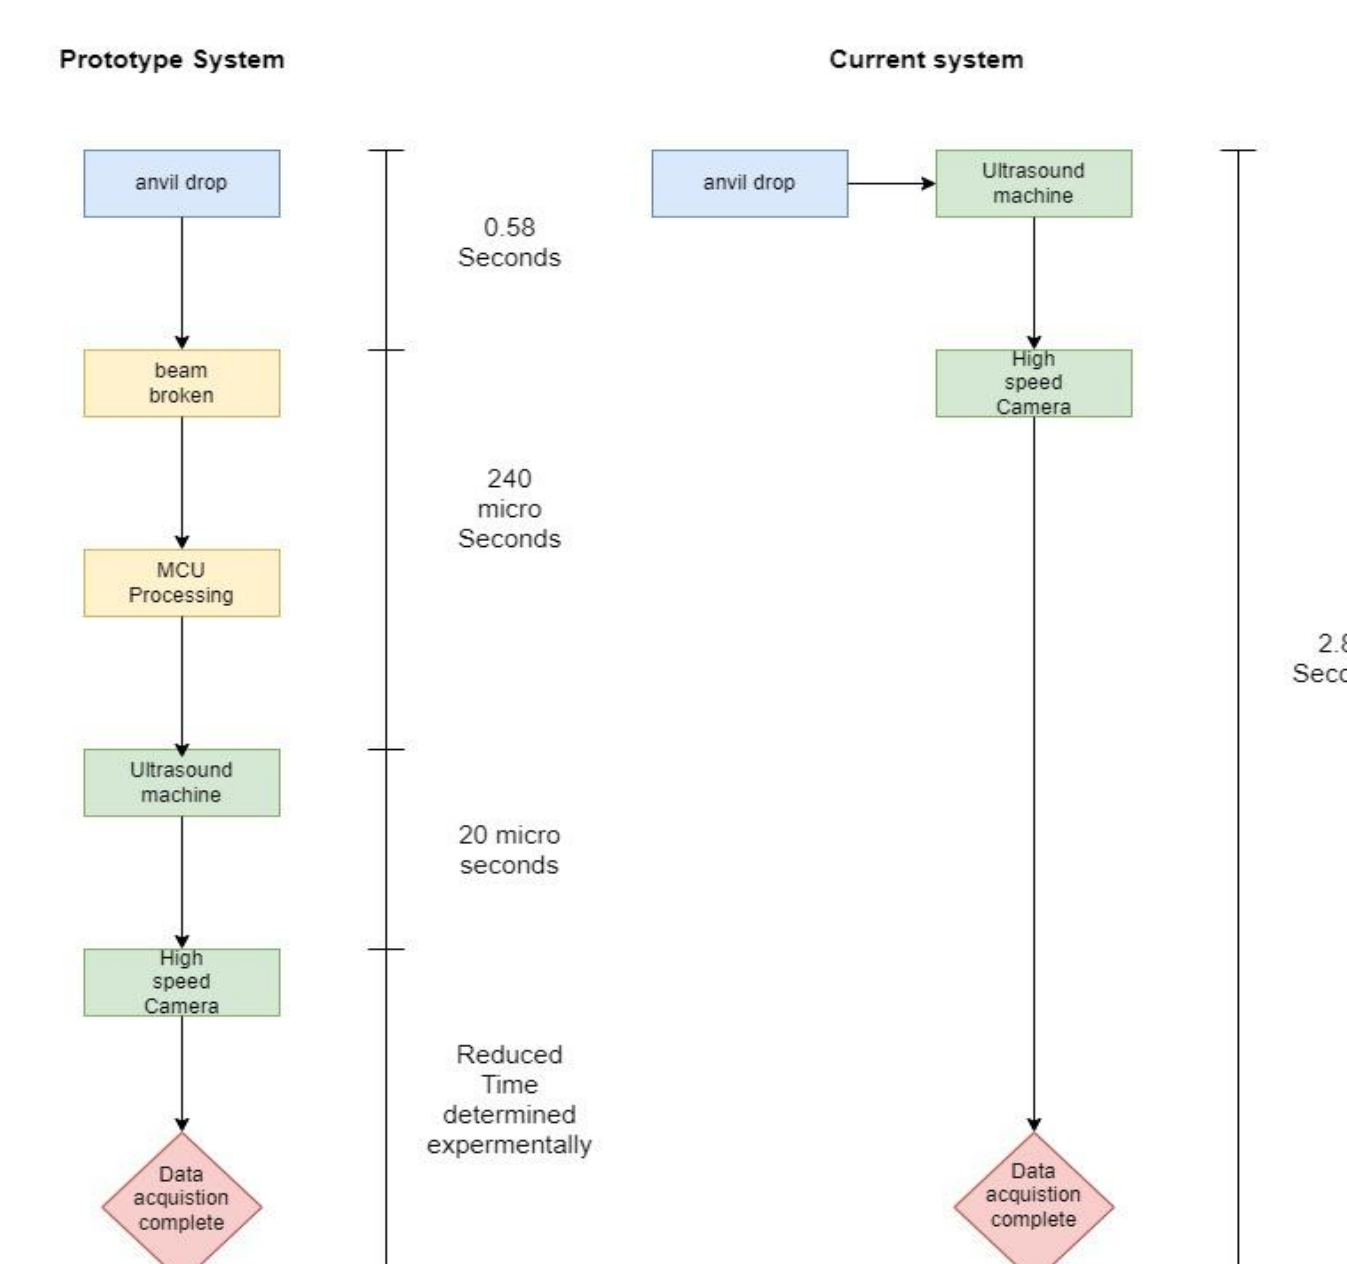 Prototype System
anvil drop
0.58
Seconds
beam
broken
240
micro
Seconds
MCU
Processing
Ultrasound
machine
20 micro
seconds
High
speed
Camera
Reduced
Time
determined
expermentally
Data
acquistion
complete
Current system
anvil drop
Ultrasound
machine
High
speed
Camera
Data
acquistion
complete